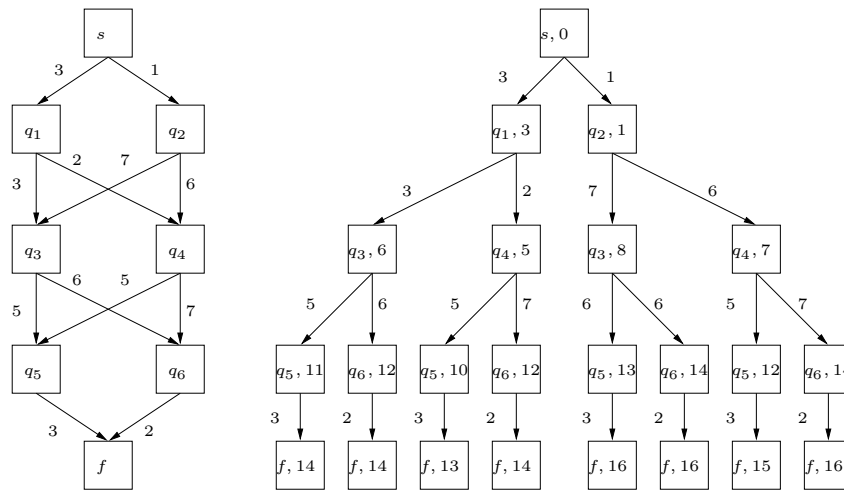 s s, 0
3 1 3 1
q1 q2 q1, 3 q2, 1
3 2 7 6 3 2 7 6
q3 q4 q3, 6 q4, 5 q3, 8 q4, 7
5 6 5 7 5 6 5 7 6 6 5 7
q5 q6 q5, 11 q6, 12 q5, 10 q6, 12 q5, 13 q6, 14 q5, 12 q6, 14
3 2 3 2 3 2 3 2 3 2
f f, 14 f, 14 f, 13 f, 14 f, 16 f, 16 f, 15 f, 16